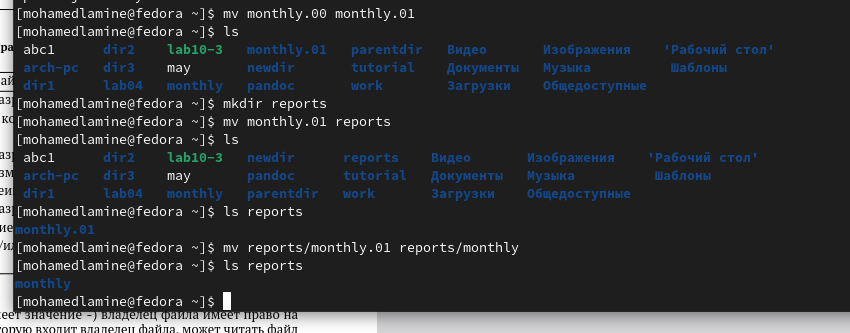 [mohamedlamine@fedora ~]$ mv monthly.00 monthly.01
[mohamedlamine@fedora ~]$ ls
abc1 dir2 lab10-3 monthly.01 parentdir Видео Изображения 'Рабочий стол'
arch-pc dir3 may newdir tutorial Документы Музыка Шаблоны
dir1 lab04 monthly pandoc work Загрузки Общедоступные
[mohamedlamine@fedora ~]$ mkdir reports
[mohamedlamine@fedora ~]$ mv monthly.01 reports
[mohamedlamine@fedora ~]$ ls
abc1 dir2 lab10-3 newdir reports Видео Изображения 'Рабочий стол'
arch-pc dir3 may pandoc tutorial Документы Музыка Шаблоны
dir1 lab04 monthly parentdir work Загрузки Общедоступные
[mohamedlamine@fedora ~]$ ls reports
monthly.01
[mohamedlamine@fedora ~]$ mv reports/monthly.01 reports/monthly
[mohamedlamine@fedora ~]$ ls reports
monthly
[mohamedlamine@fedora ~]$
значение –) владелец файла имеет право на
входит владелец файла, может читать файл